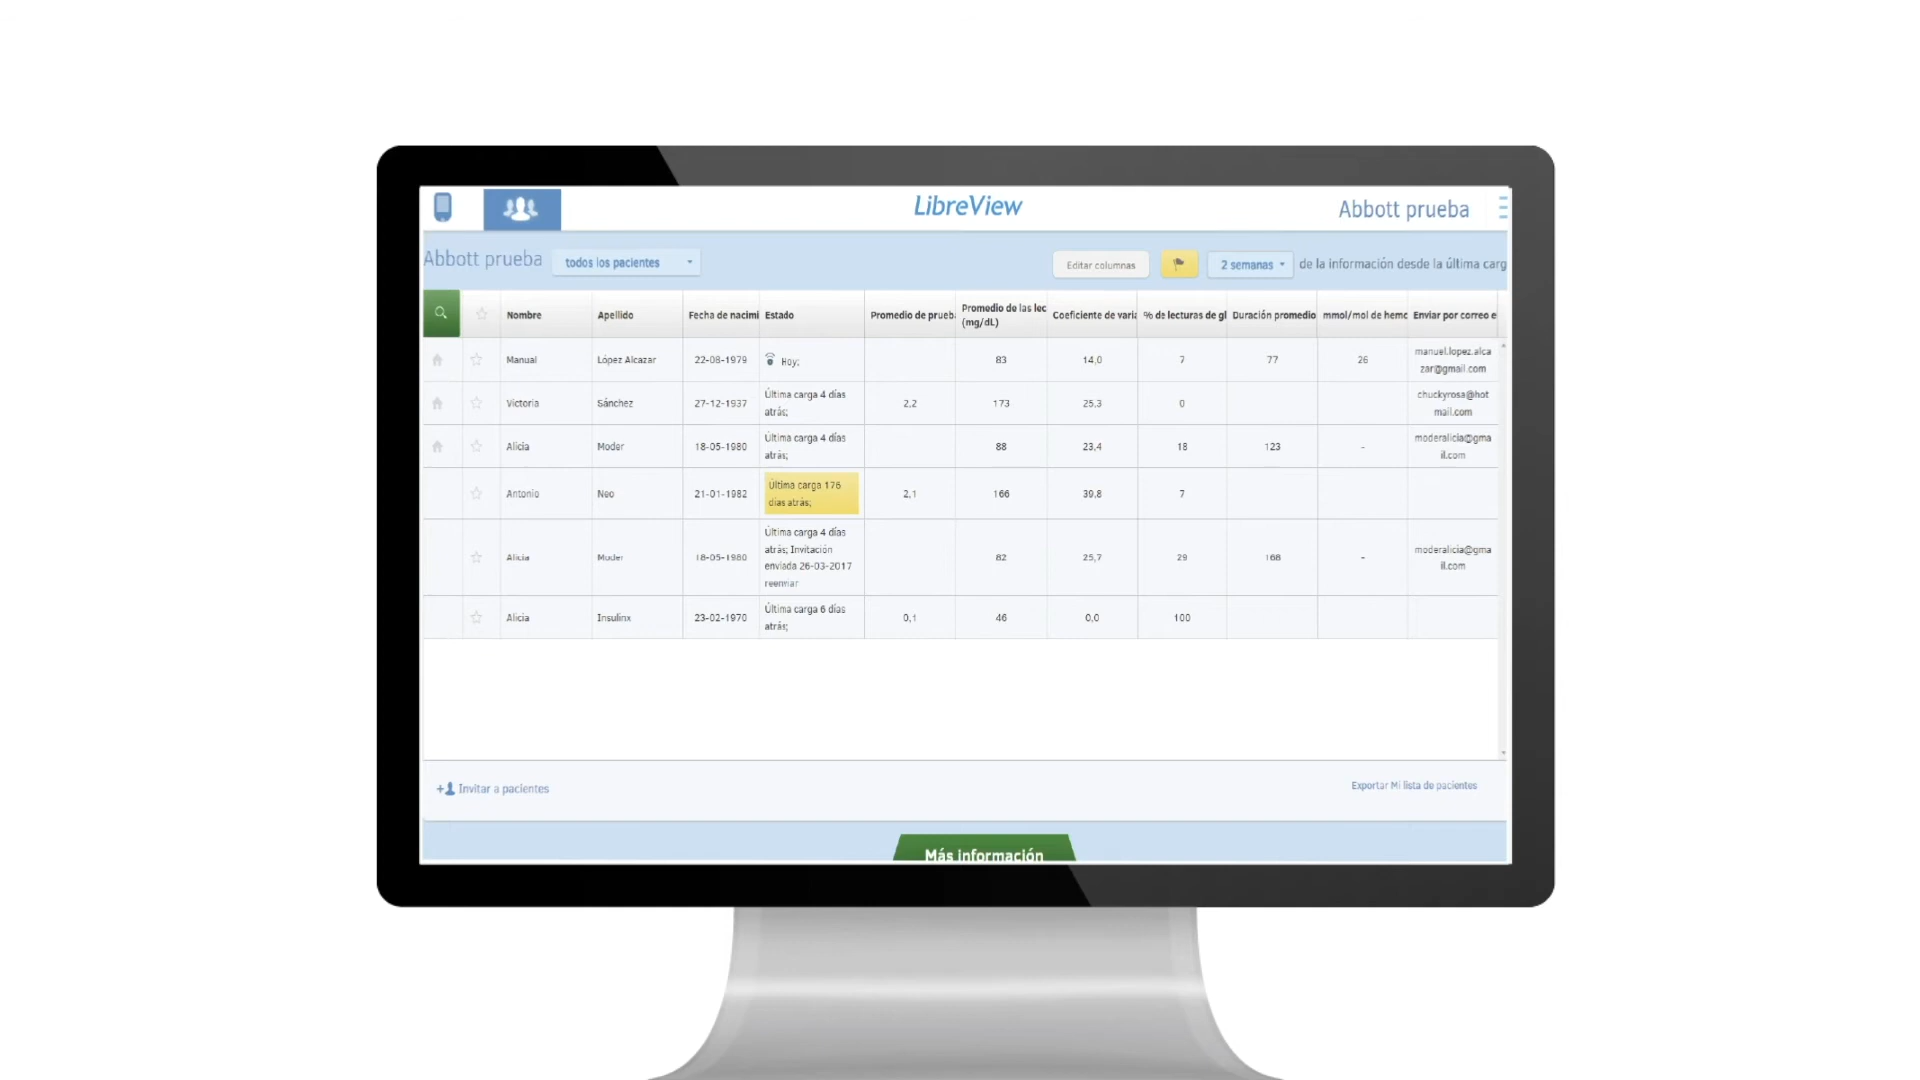 LibreView
Abbott prueba
Abbott prueba
todos los pacientes
Editar columnas
2 semanas
de la información desde la última carg
Nombre
Apellido
Fecha de nacimi
Estado
Promedio de prueb
Promedio de las lec
(mg/dL)
Coeficiente de varia
% de lecturas de gl
Duración promedio
mmol/mol de hemo
Enviar por correo e
Manual
López Alcazar
22-08-1979
Hoy;
83
14,0
7
77
26
manuel.lopez.alca
zar@gmail.com
Victoria
Sánchez
27-12-1937
Última carga 4 días
atrás;
2,2
173
25,3
0
chuckyrosa@hot
mail.com
Alicia
Moder
18-05-1980
Última carga 4 días
atrás;
88
23,4
18
123
-
moderalicia@gma
il.com
Antonio
Neo
21-01-1982
Última carga 176
días atrás;
2,1
166
39,8
7
Alicia
Moder
18-05-1980
Última carga 4 días
atrás; Invitación
enviada 26-03-2017
reenviar
82
25,7
29
168
-
moderalicia@gma
il.com
Alicia
Insulinx
23-02-1970
Última carga 6 días
atrás;
0,1
46
0,0
100
Invitar a pacientes
Exportar Mi lista de pacientes
Más información